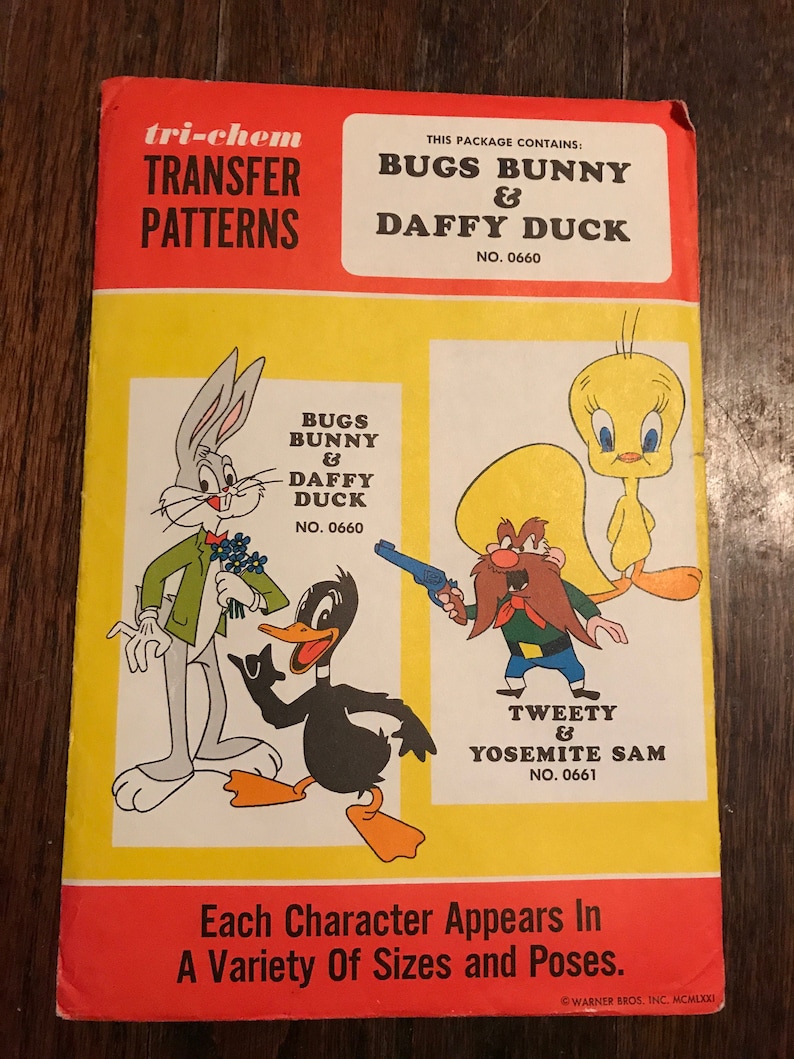 tri-chem
TRANSFER
PATTERNS
THIS PACKAGE CONTAINS:
BUGS BUNNY
&
DAFFY DUCK
NO. 0660
BUGS
BUNNY
&
DAFFY
DUCK
NO. 0660
TWEETY
&
YOSEMITE SAM
NO. 0661
Each Character Appears In
A Variety Of Sizes and Poses.
© WARNER BROS. INC. MCMLXXI